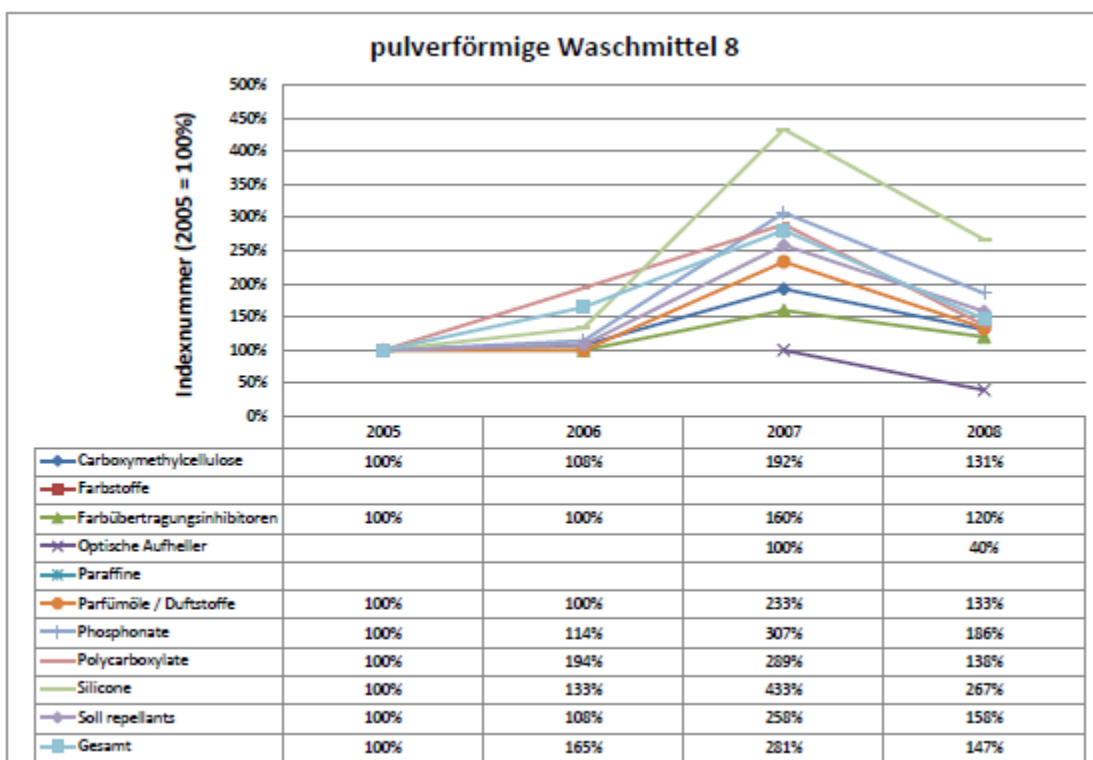 pulverförmige Waschmittel 8
Indexnummer (2005 = 100%)
500%
450%
400%
350%
300%
250%
200%
150%
100%
50%
0%
2005 2006 2007 2008
Carboxymethylcellulose 100% 108% 192% 131%
Farbstoffe
Farbübertragungsinhibitoren 100% 100% 160% 120%
Optische Aufheller 100% 40%
Paraffine
Parfümöle / Duftstoffe 100% 100% 233% 133%
Phosphonate 100% 114% 307% 186%
Polycarboxylate 100% 194% 289% 138%
Silicone 100% 133% 433% 267%
Soll repellants 100% 108% 258% 158%
Gesamt 100% 165% 281% 147%